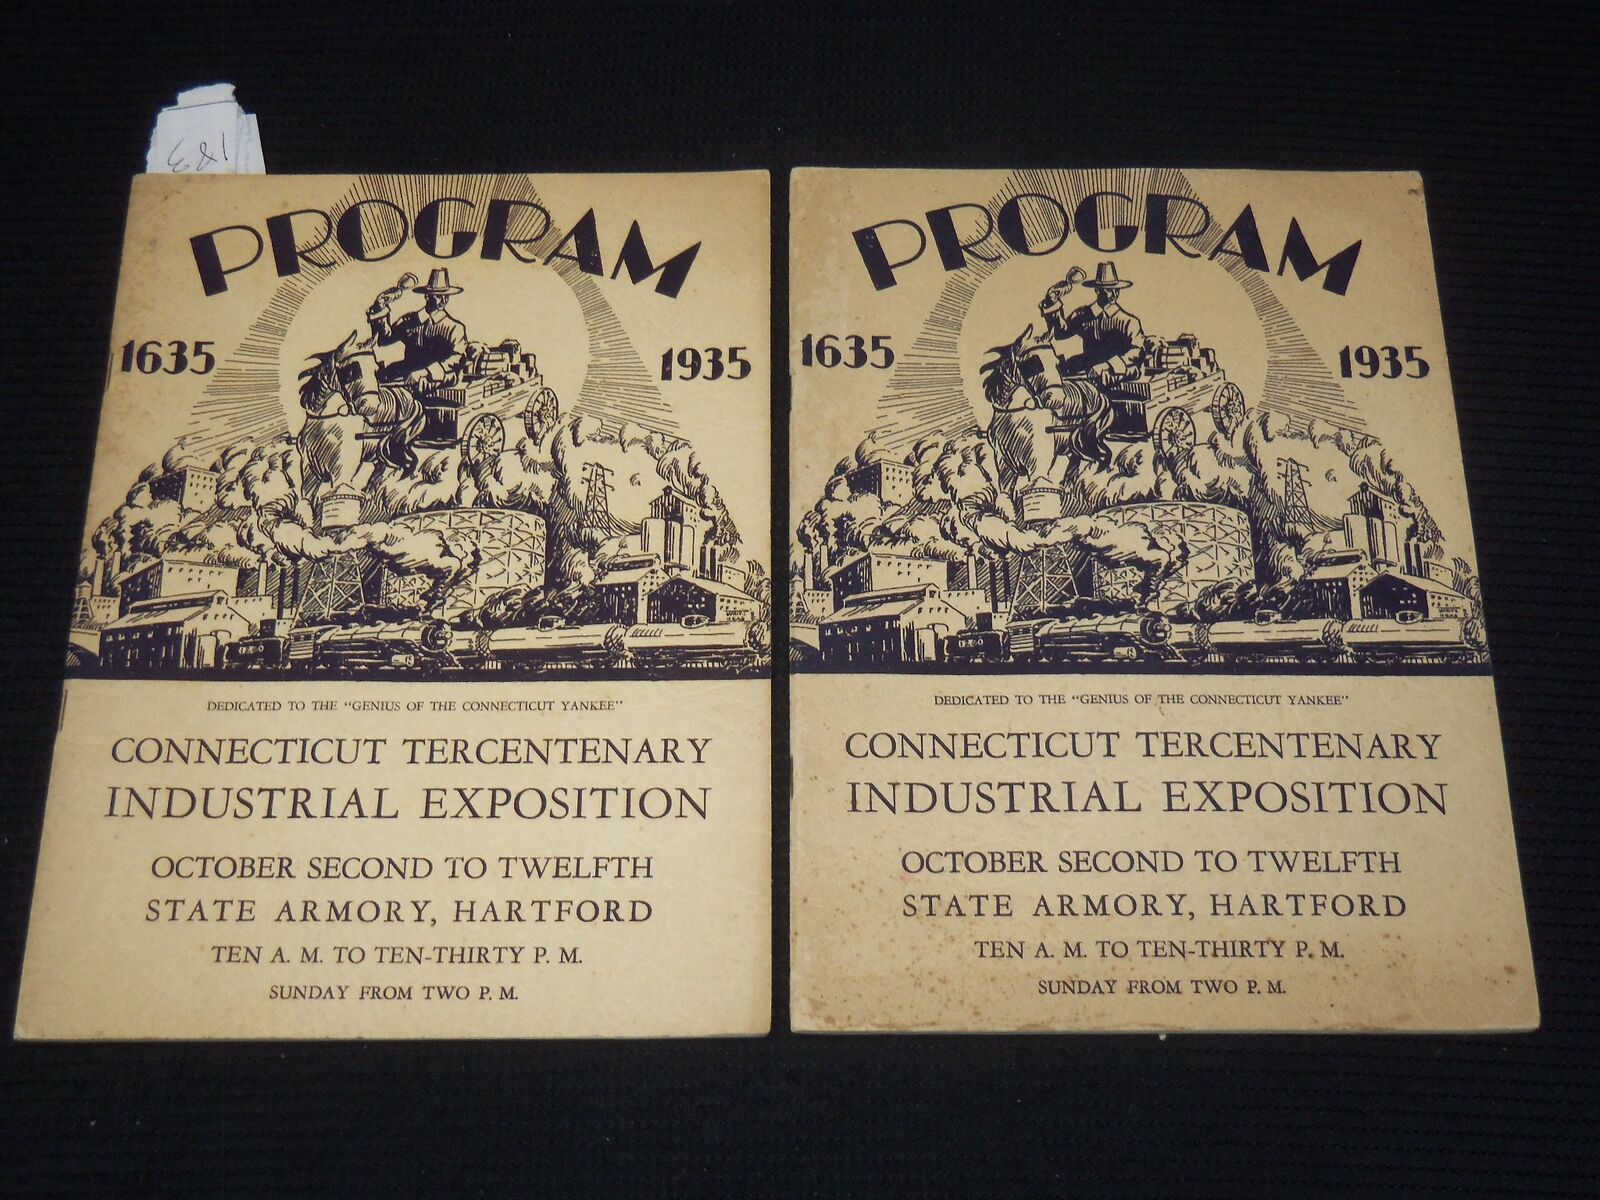 PROGRAM
1635 1935
DEDICATED TO THE "GENIUS OF THE CONNECTICUT YANKEE"
CONNECTICUT TERCENTENARY
INDUSTRIAL EXPOSITION
OCTOBER SECOND TO TWELFTH
STATE ARMORY, HARTFORD
TEN A. M. TO TEN-THIRTY P. M.
SUNDAY FROM TWO P. M.
PROGRAM
1635 1935
DEDICATED TO THE "GENIUS OF THE CONNECTICUT YANKEE"
CONNECTICUT TERCENTENARY
INDUSTRIAL EXPOSITION
OCTOBER SECOND TO TWELFTH
STATE ARMORY, HARTFORD
TEN A. M. TO TEN-THIRTY P. M.
SUNDAY FROM TWO P. M.